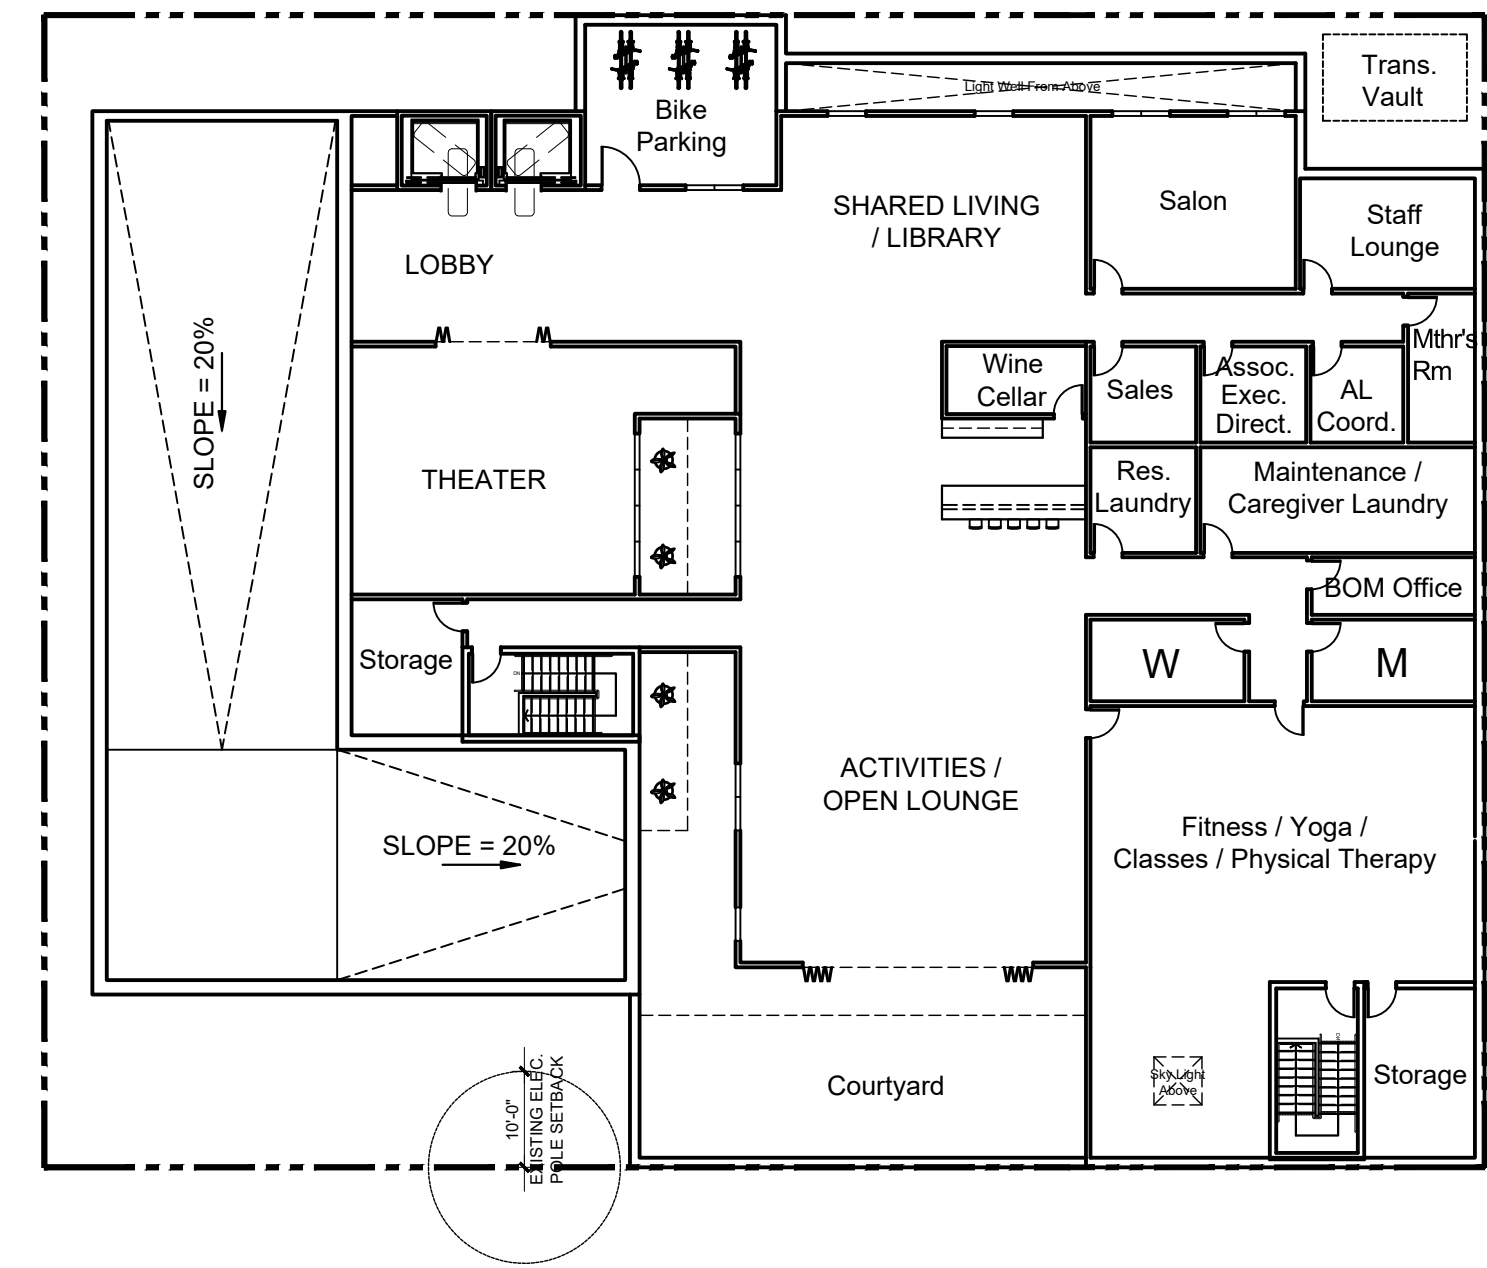 Trans.
Vault
Light Well From Above
Bike
Parking
SHARED LIVING
/ LIBRARY
Salon
Staff
Lounge
LOBBY
SLOPE = 20%
Wine
Cellar
Sales
Assoc.
Exec.
Direct.
AL
Coord.
Mthr's
Rm
THEATER
Res.
Laundry
Maintenance /
Caregiver Laundry
BOM Office
Storage
DN
W
M
ACTIVITIES /
OPEN LOUNGE
SLOPE = 20%
Fitness / Yoga /
Classes / Physical Therapy
Courtyard
Sky Light
Above
DN
Storage
10'-0"
EXISTING ELEC.
POLE SETBACK